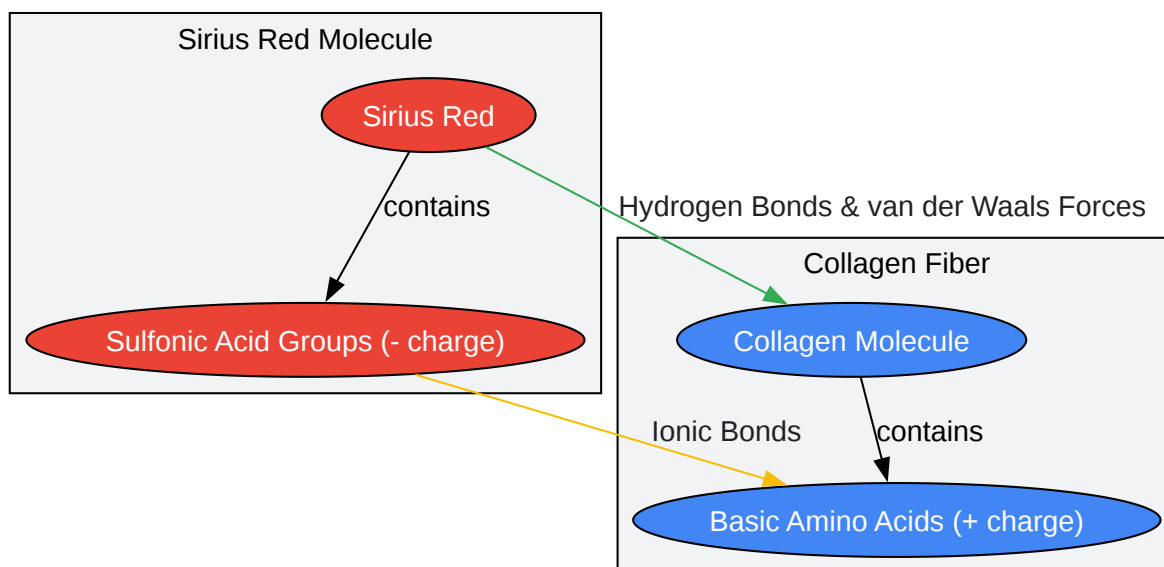 Sirius Red Molecule
Sirius Red
contains
Hydrogen Bonds & van der Waals Forces
Collagen Fiber
Sulfonic Acid Groups (- charge)
Collagen Molecule
Ionic Bonds
contains
Basic Amino Acids (+ charge)